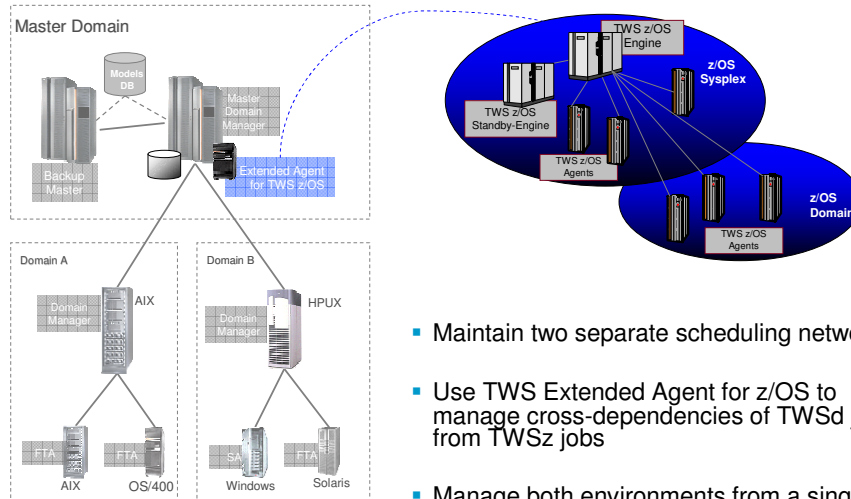 Master Domain
Models
DB
Master
Domain
Manager
Backup
Master
Extended Agent
for TWS z/OS
TWS z/OS
Engine
z/OS
Sysplex
TWS z/OS
Standby-Engine
TWS z/OS
Agents
z/OS
Domain
TWS z/OS
Agents
Domain A
AIX
Domain
Manager
FTA
AIX
FTA
OS/400
Domain B
HPUX
Domain
Manager
SA
Windows
FTA
Solaris
Maintain two separate scheduling
Use TWS Extended Agent for z/OS to
manage cross-dependencies of TWSd
from TWSz jobs
Manage both environments from a